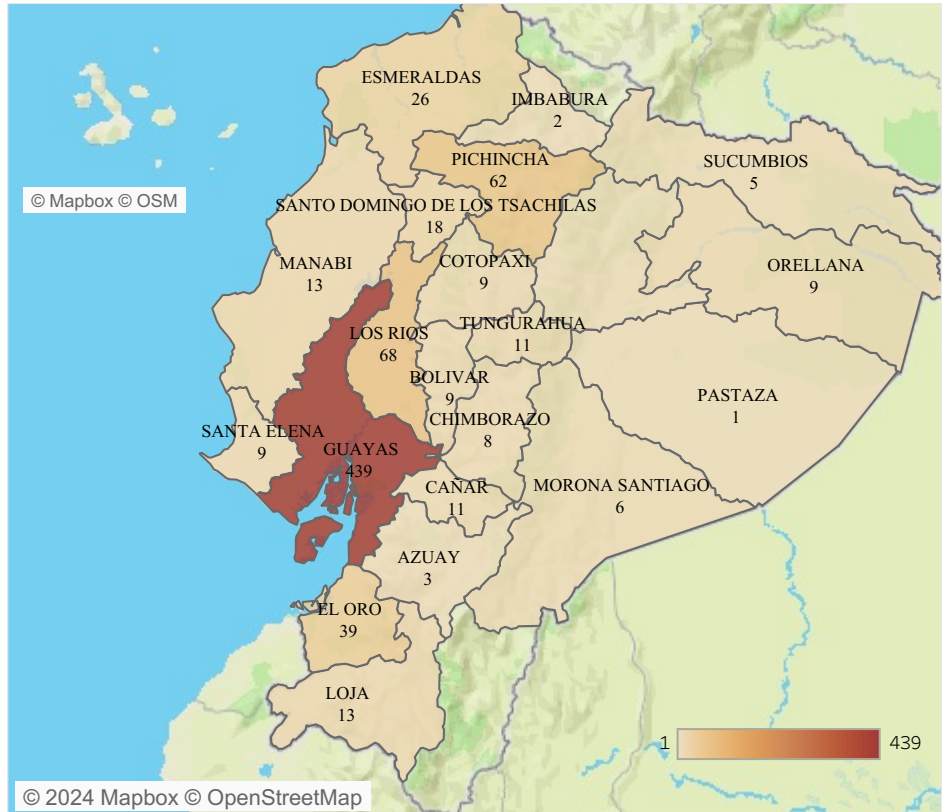 ESMERALDAS
26
IMBABURA
2
PICHINCHA
62
SUCUMBIOS
5
© Mapbox © OSM
SANTO DOMINGO DE LOS TSACHILAS
18
MANABI
13
COTOPAXI
9
ORELLANA
9
LOS RIOS
68
TUNGURAHUA
11
BOLIVAR
9
PASTAZA
1
CHIMBORAZO
8
SANTA ELENA
9
GUAYAS
439
CAÑAR
11
MORONA SANTIAGO
6
AZUAY
3
EL ORO
39
LOJA
13
1
439
© 2024 Mapbox © OpenStreetMap